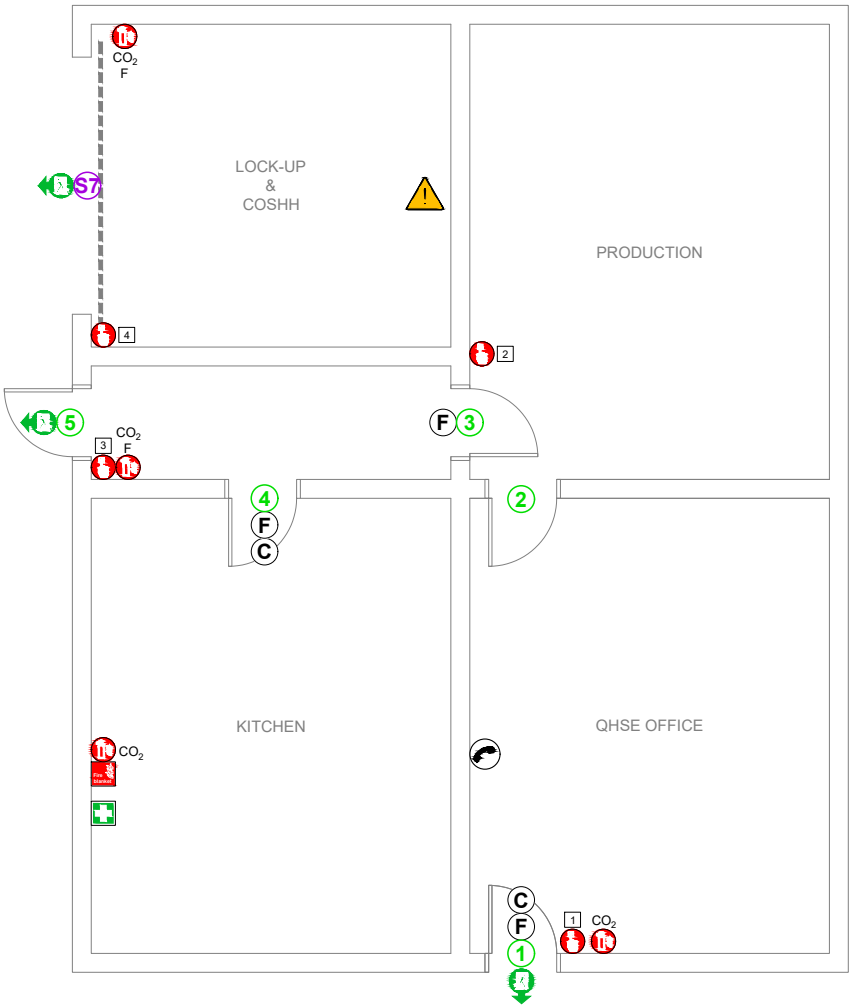 CO2
F
LOCK-UP
&
COSHH
!
S7
PRODUCTION
4
2
5
F 3
3 CO2
F
4
F
C
2
KITCHEN
QHSE OFFICE
CO2
Fire
blanket
C
F
1
1 CO2